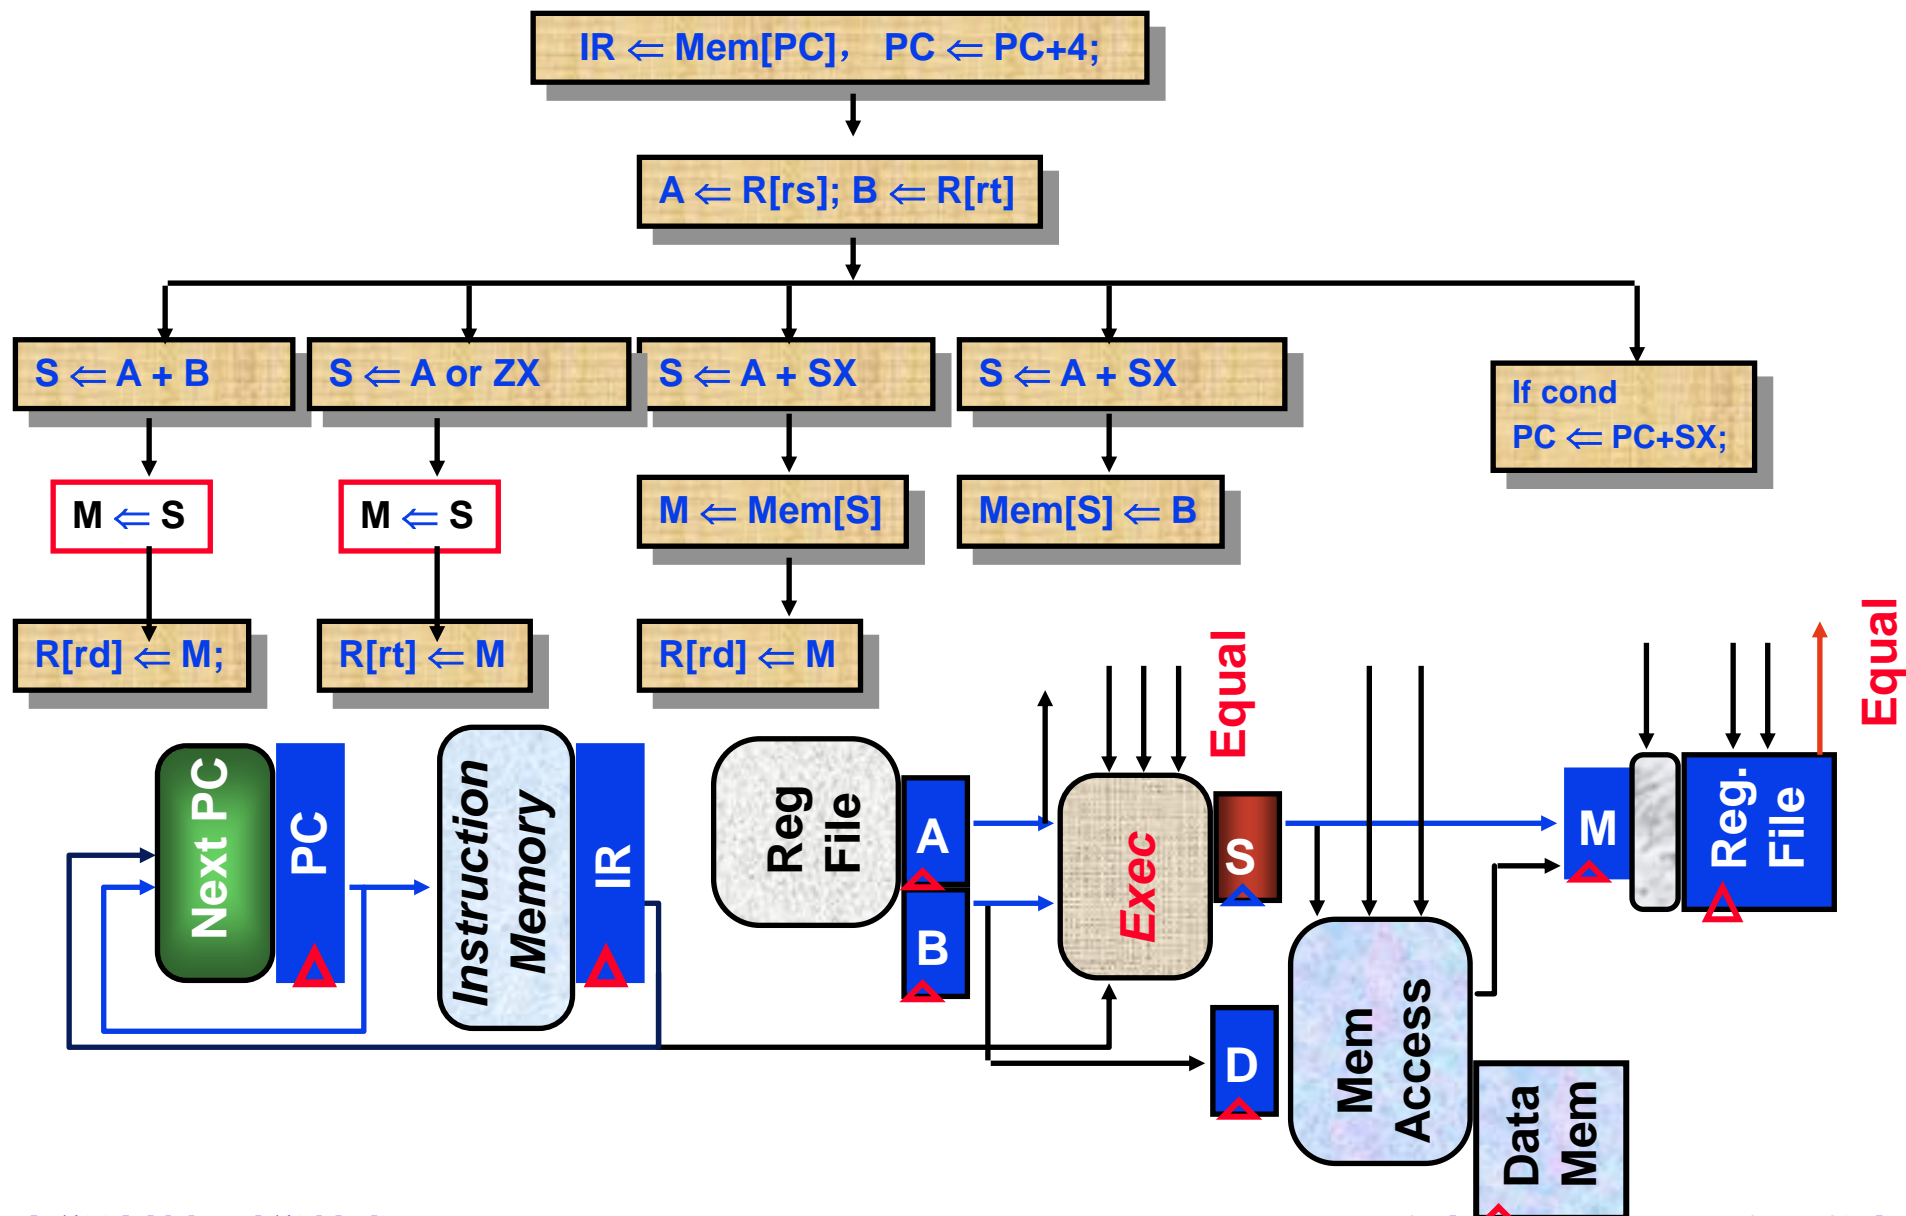 IR ⇐ Mem[PC]， PC ⇐ PC+4;
A ⇐ R[rs]; B ⇐ R[rt]
S ⇐ A + B
S ⇐ A or ZX
S ⇐ A + SX
S ⇐ A + SX
If cond
PC ⇐ PC+SX;
M ⇐ S
M ⇐ S
M ⇐ Mem[S]
Mem[S] ⇐ B
R[rd] ⇐ M;
R[rt] ⇐ M
R[rd] ⇐ M
Equal
Equal
Next PC
PC
Instruction
Memory
IR
Reg
File
A
B
Exec
S
D
Mem
Access
Data
Mem
M
Reg.
File